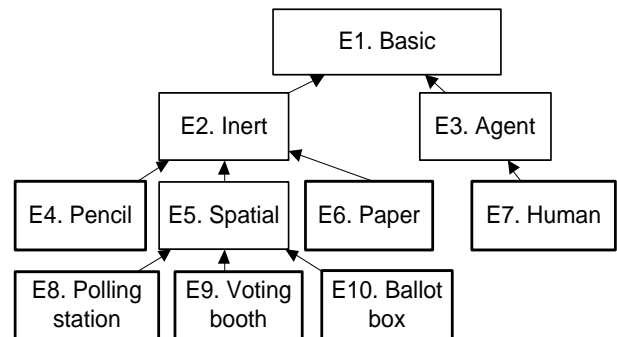 E1. Basic
E2. Inert
E3. Agent
E4. Pencil
E5. Spatial
E6. Paper
E7. Human
E8. Polling
station
E9. Voting
booth
E10. Ballot
box